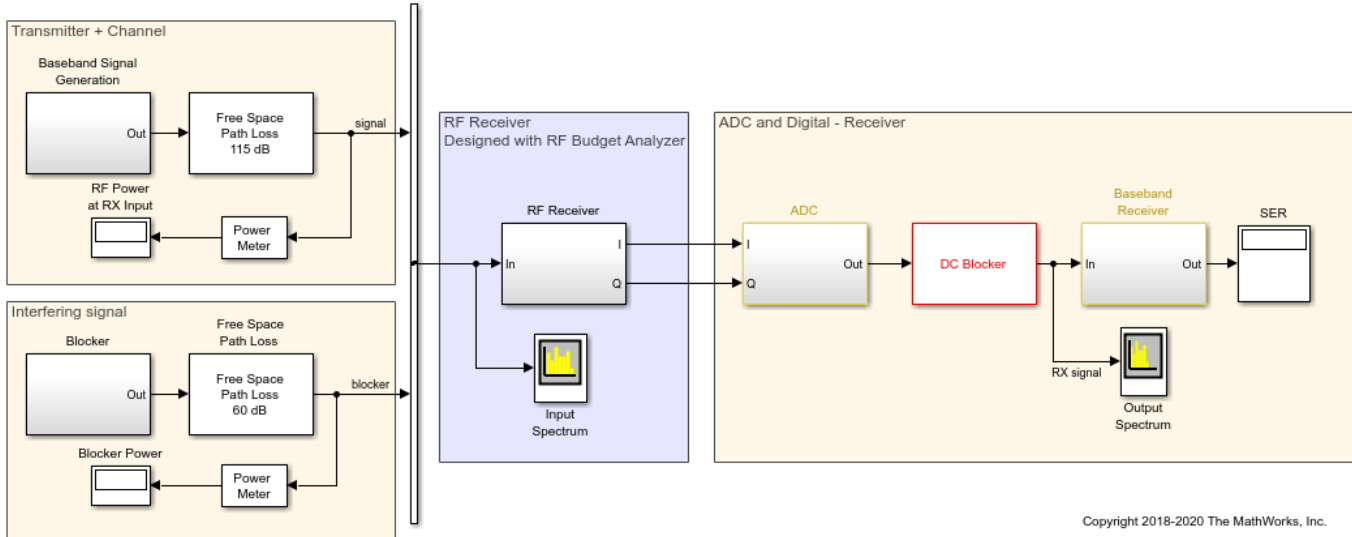 Transmitter + Channel
Baseband Signal
Generation
Out
Free Space
Path Loss
115 dB
signal
RF Power
at RX Input
Power
Meter
Interfering signal
Blocker
Out
Free Space
Path Loss
Free Space
Path Loss
60 dB
blocker
Blocker Power
Power
Meter
RF Receiver
Designed with RF Budget Analyzer
RF Receiver
In
I
Q
Input
Spectrum
ADC and Digital - Receiver
ADC
I
Q
Out
DC Blocker
Baseband
Receiver
In
Out
SER
RX signal
Output
Spectrum
Copyright 2018-2020 The MathWorks, Inc.